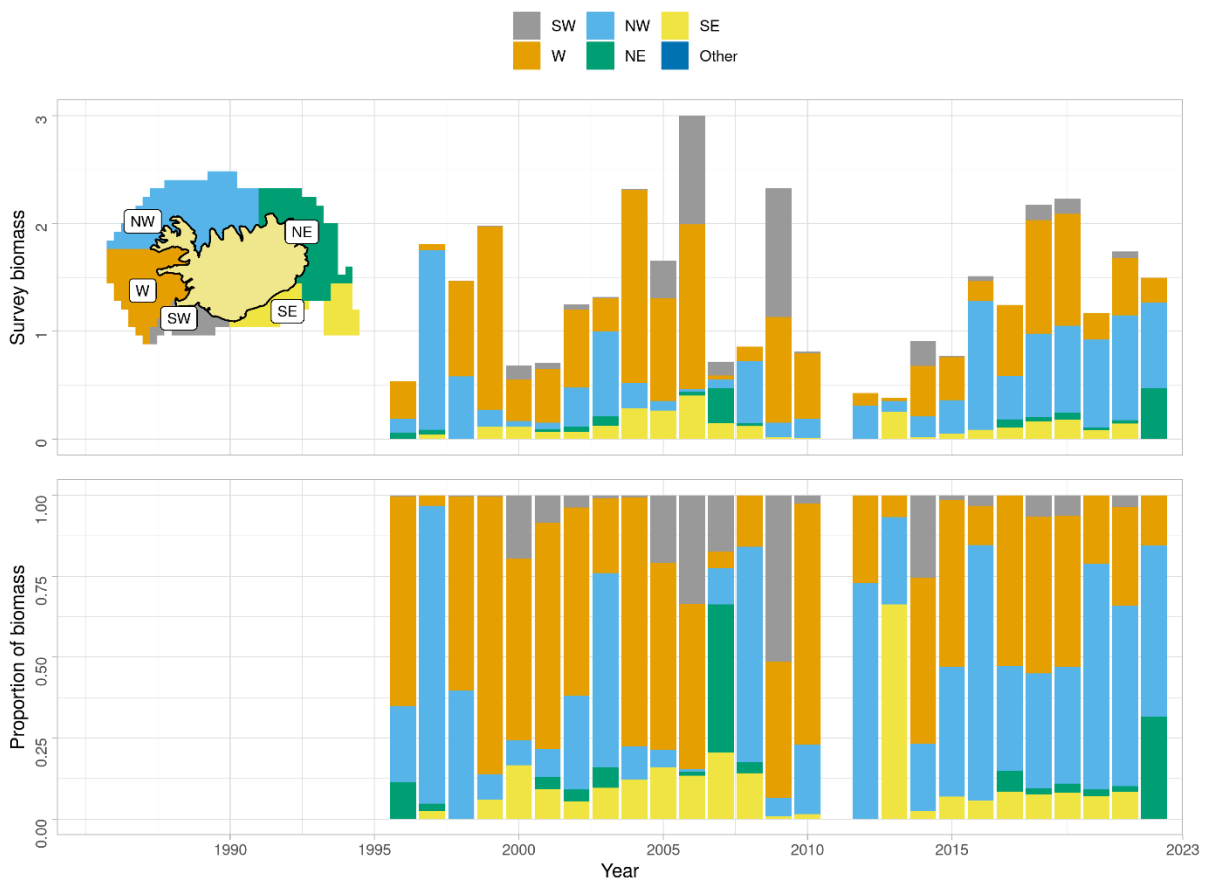 SW NW SE
W NE Other
Survey biomass
3
2
1
0
NW
NE
W
SW
SE
Proportion of biomass
1.00
0.75
0.50
0.25
0.00
1990 1995 2000 2005 2010 2015 2023
Year